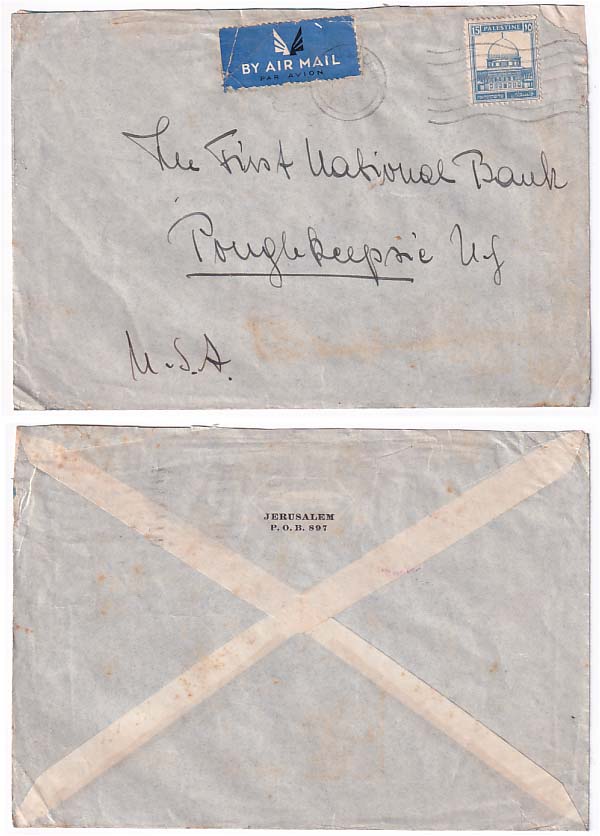 BY AIR MAIL
PAR AVION
15 PALESTINE 15
The First National Bank
Poughkeepsie N.Y
U.S.A.
JERUSALEM
P. O. B. 897